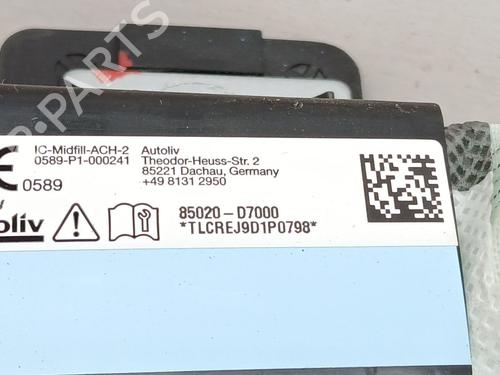 IC-Midfill-ACH-2 Autoliv
0589-P1-000241 Theodor-Heuss-Str. 2
85221 Dachau, Germany
0589 +49 8131 2950
85020-D7000
*TLCREJ9D1P0798*